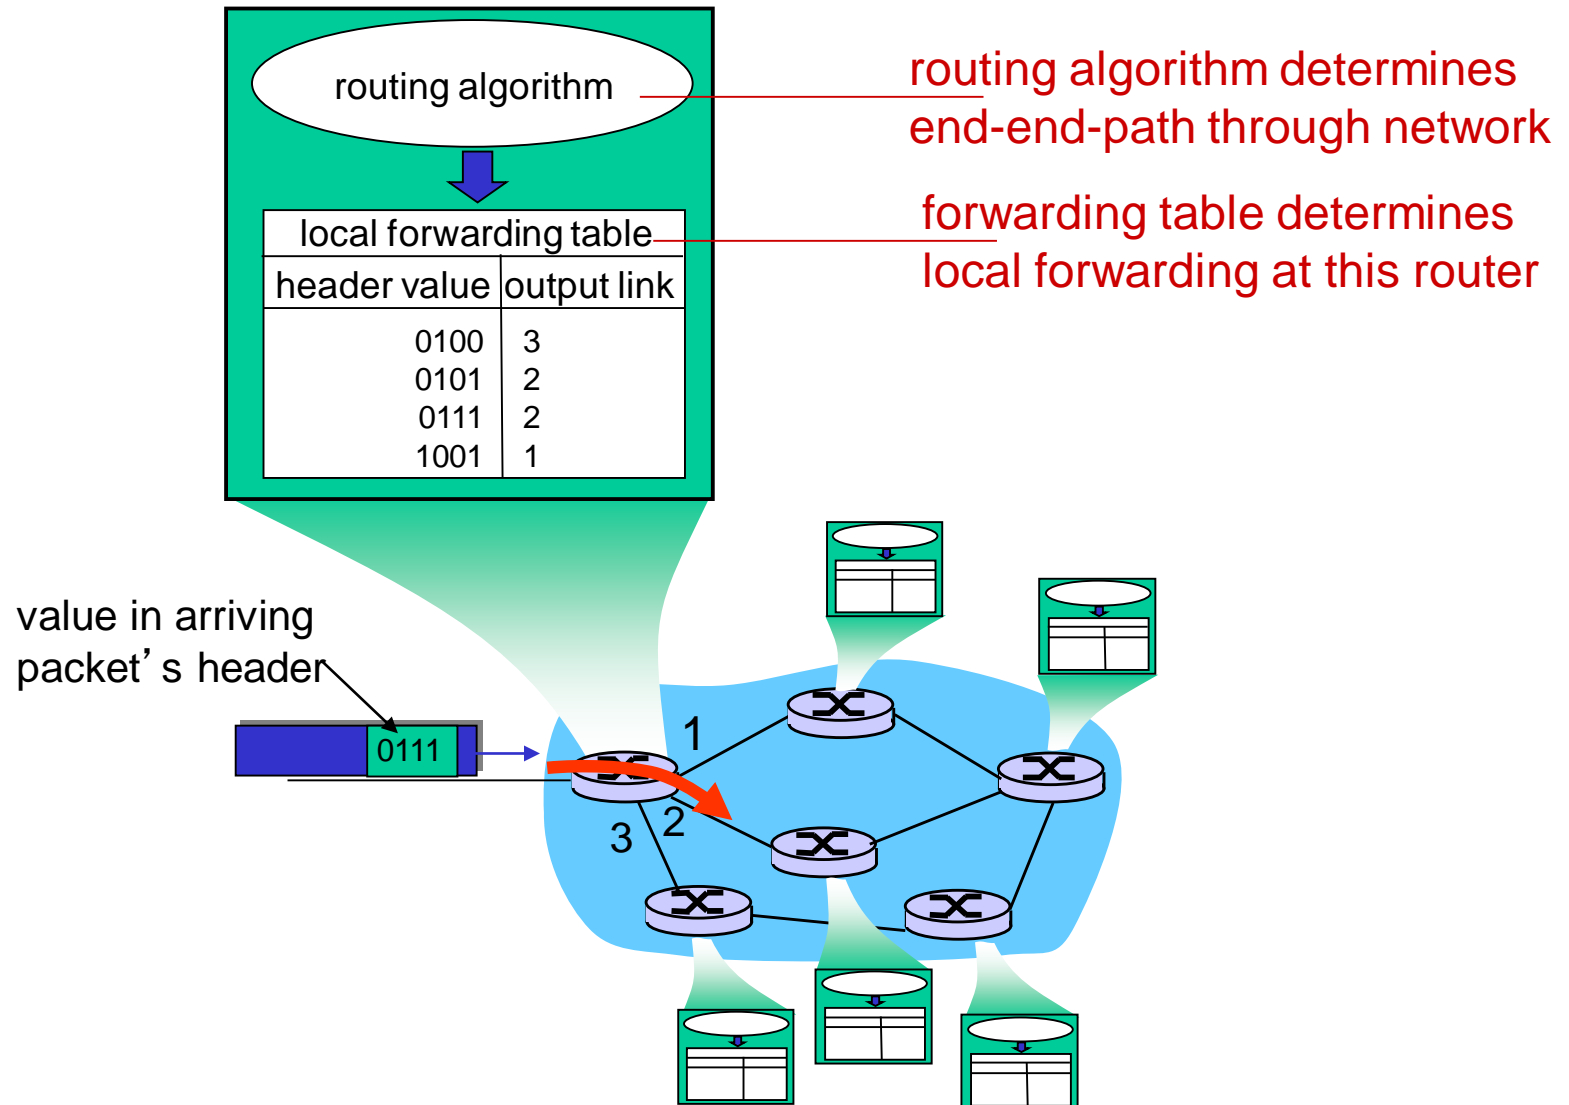 routing algorithm
routing algorithm determines
end-end-path through network
forwarding table determines
local forwarding at this router
local forwarding table
header value output link
0100 3
0101 2
0111 2
1001 1
value in arriving
packet’s header
0111
1
2
3